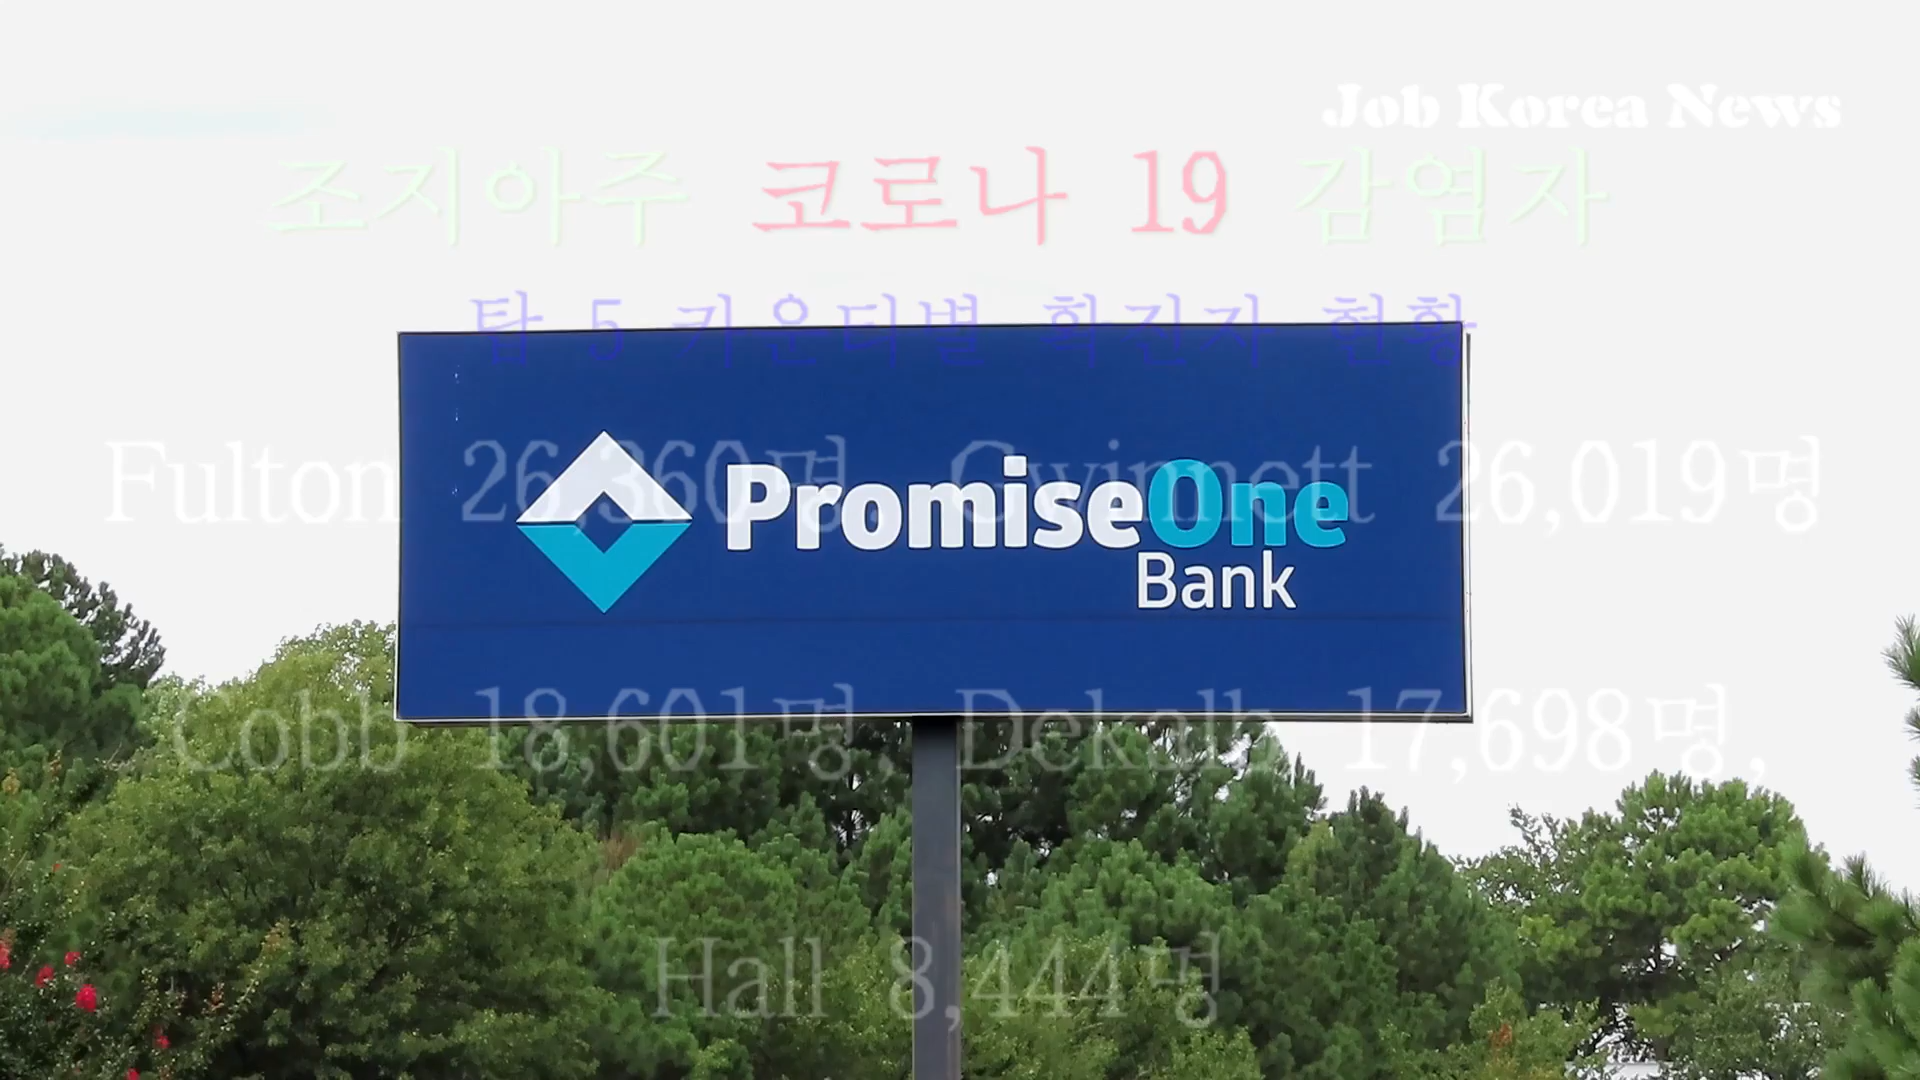 Job Korea News
조지아주 코로나 19 감염자
탑 5 카운티별 확진자 현황
Fulton 26,360명, Gwinnett 26,019명
PromiseOne
Bank
Cobb 18,601명, Dekalb 17,698명,
Hall 8,444명